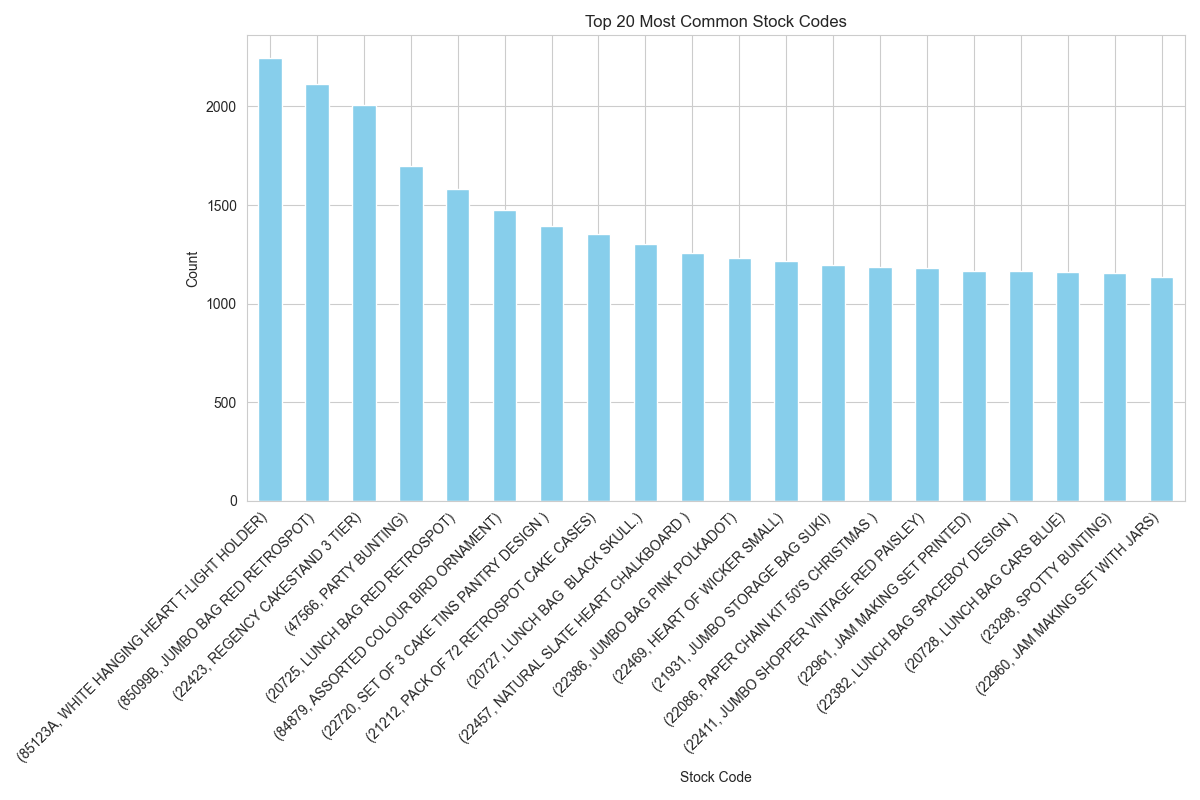 Top 20 Most Common Stock Codes
Count
2000
1500
1000
500
0
(85123A, WHITE HANGING HEART T-LIGHT HOLDER)
(85099B, JUMBO BAG RED RETROSPOT)
(22423, REGENCY CAKESTAND 3 TIER)
(47566, PARTY BUNTING)
(20725, LUNCH BAG RED RETROSPOT)
(84879, ASSORTED COLOUR BIRD ORNAMENT)
(22720, SET OF 3 CAKE TINS PANTRY DESIGN )
(21212, PACK OF 72 RETROSPOT CAKE CASES)
(20727, LUNCH BAG  BLACK SKULL.)
(22457, NATURAL SLATE HEART CHALKBOARD )
(22386, JUMBO BAG PINK POLKADOT)
(22469, HEART OF WICKER SMALL)
(21931, JUMBO STORAGE BAG SUKI)
(22086, PAPER CHAIN KIT 50'S CHRISTMAS )
(22411, JUMBO SHOPPER VINTAGE RED PAISLEY)
(22961, JAM MAKING SET PRINTED)
(22382, LUNCH BAG SPACEBOY DESIGN )
(20728, LUNCH BAG CARS BLUE)
(23298, SPOTTY BUNTING)
(22960, JAM MAKING SET WITH JARS)
Stock Code